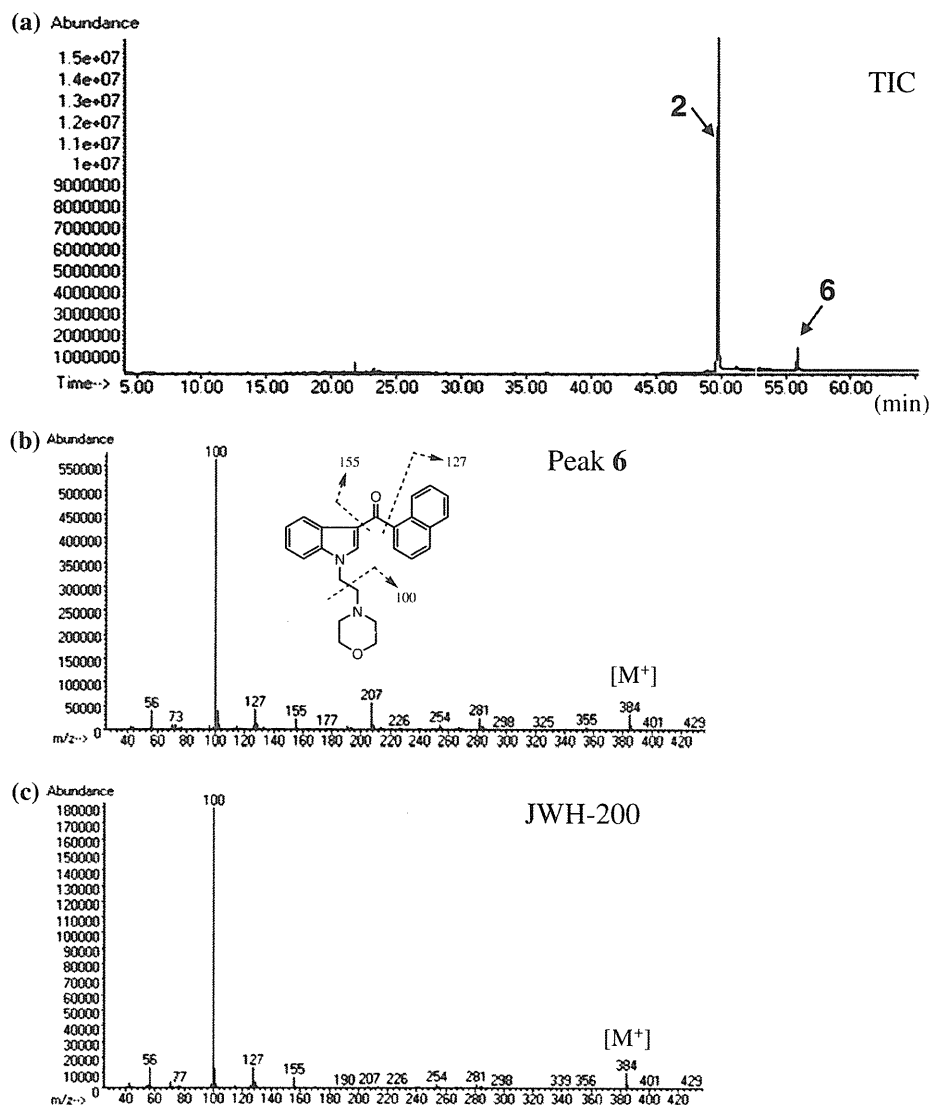 (a) Abundance
TIC
1.5e+07
1.4e+07
1.3e+07
1.2e+07
1.1e+07
1e+07
9000000
8000000
7000000
6000000
5000000
4000000
3000000
2000000
1000000
2
6
Time-->
5.00 10.00 15.00 20.00 25.00 30.00 35.00 40.00 45.00 50.00 55.00 60.00
(min)
(b) Abundance
Peak 6
550000
500000
450000
400000
350000
300000
250000
200000
150000
100000
50000
0
155 127
O
N
100
N
O
[M+]
56 73 100 127 155 177 207 226 254 281 298 325 355 384 401 429
m/z--> 40 60 80 100 120 140 160 180 200 220 240 260 280 300 320 340 360 380 400 420
(c) Abundance
JWH-200
180000
170000
160000
150000
140000
130000
120000
110000
100000
90000
80000
70000
60000
50000
40000
30000
20000
10000
0
[M+]
56 77 100 127 155 190 207 226 254 281 298 339 356 384 401 429
m/z--> 40 60 80 100 120 140 160 180 200 220 240 260 280 300 320 340 360 380 400 420